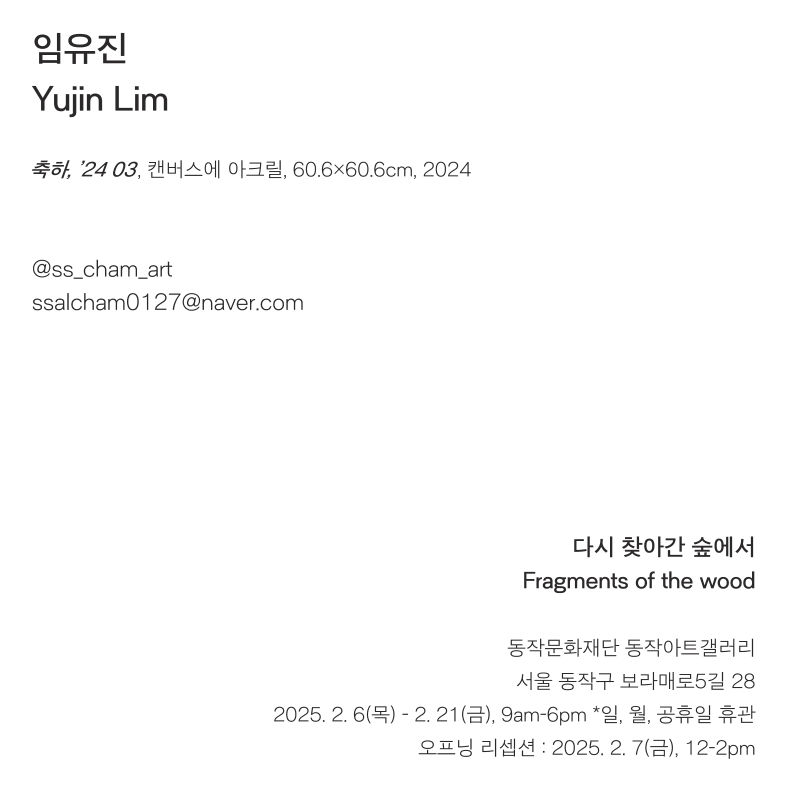 임유진
Yujin Lim
축하, ’24 03, 캔버스에 아크릴, 60.6×60.6cm, 2024
@ss_cham_art
ssalcham0127@naver.com
다시 찾아간 숲에서
Fragments of the wood
동작문화재단 동작아트갤러리
서울 동작구 보라매로5길 28
2025. 2. 6(목) - 2. 21(금), 9am-6pm *일, 월, 공휴일 휴관
오프닝 리셉션 : 2025. 2. 7(금), 12-2pm